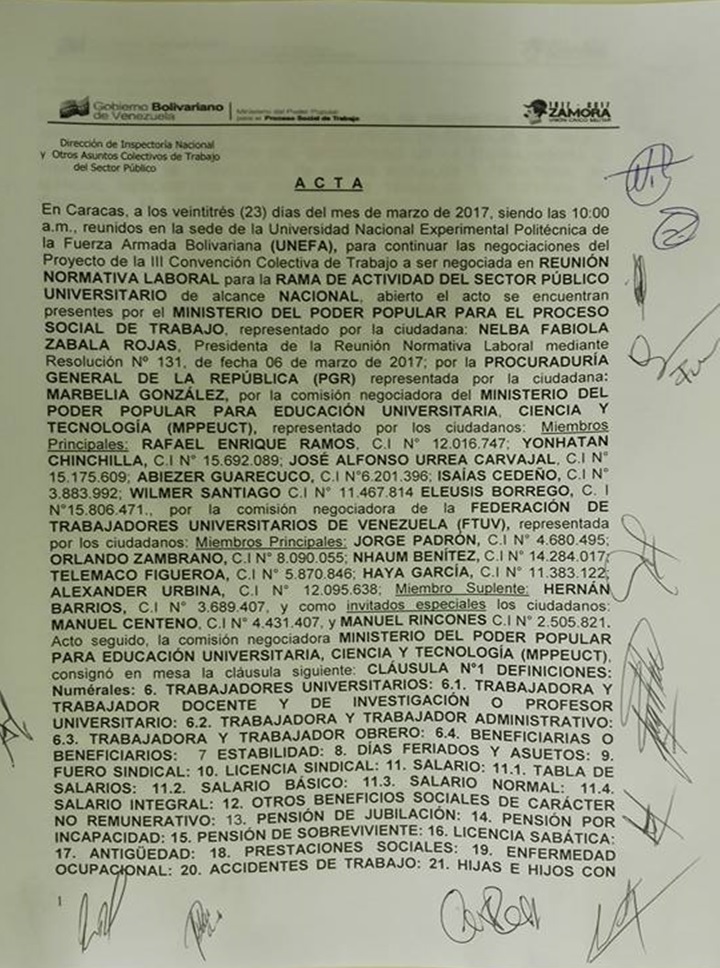 Gobierno Bolivariano
de Venezuela
Ministerio del Poder Popular
para el Proceso Social de Trabajo
1817 - 2017
ZAMORA
UNIÓN CÍVICO MILITAR
Dirección de Inspectoría Nacional
y Otros Asuntos Colectivos de Trabajo
del Sector Público
A C T A
En Caracas, a los veintitrés (23) días del mes de marzo de 2017, siendo las 10:00
a.m., reunidos en la sede de la Universidad Nacional Experimental Politécnica de
la Fuerza Armada Bolivariana (UNEFA), para continuar las negociaciones del
Proyecto de la III Convención Colectiva de Trabajo a ser negociada en REUNIÓN
NORMATIVA LABORAL para la RAMA DE ACTIVIDAD DEL SECTOR PÚBLICO
UNIVERSITARIO de alcance NACIONAL, abierto el acto se encuentran
presentes por el MINISTERIO DEL PODER POPULAR PARA EL PROCESO
SOCIAL DE TRABAJO, representado por la ciudadana: NELBA FABIOLA
ZABALA ROJAS, Presidenta de la Reunión Normativa Laboral mediante
Resolución Nº 131, de fecha 06 de marzo de 2017; por la PROCURADURÍA
GENERAL DE LA REPÚBLICA (PGR) representada por la ciudadana:
MARBELIA GONZÁLEZ, por la comisión negociadora del MINISTERIO DEL
PODER POPULAR PARA EDUCACIÓN UNIVERSITARIA, CIENCIA Y
TECNOLOGÍA (MPPEUCT), representado por los ciudadanos: Miembros
Principales: RAFAEL ENRIQUE RAMOS, C.I N° 12.016.747; YONHATAN
CHINCHILLA, C.I N° 15.692.089; JOSÉ ALFONSO URREA CARVAJAL, C.I N°
15.175.609; ABIEZER GUARECUCO, C.I N°6.201.396; ISAÍAS CEDEÑO, C.I N°
3.883.992; WILMER SANTIAGO C.I N° 11.467.814 ELEUSIS BORREGO, C. I
N°15.806.471., por la comisión negociadora de la FEDERACIÓN DE
TRABAJADORES UNIVERSITARIOS DE VENEZUELA (FTUV), representada
por los ciudadanos: Miembros Principales: JORGE PADRÓN, C.I N° 4.680.495;
ORLANDO ZAMBRANO, C.I N° 8.090.055; NHAUM BENÍTEZ, C.I N° 14.284.017;
TELEMACO FIGUEROA, C.I N° 5.870.846; HAYA GARCÍA, C.I N° 11.383.122;
ALEXANDER URBINA, C.I N° 12.095.638; Miembro Suplente: HERNÁN
BARRIOS, C.I N° 3.689.407, y como invitados especiales los ciudadanos:
MANUEL CENTENO, C.I N° 4.431.407, y MANUEL RINCONES C.I N° 2.505.821.
Acto seguido, la comisión negociadora MINISTERIO DEL PODER POPULAR
PARA EDUCACIÓN UNIVERSITARIA, CIENCIA Y TECNOLOGÍA (MPPEUCT),
consignó en mesa la cláusula siguiente: CLÁUSULA N°1 DEFINICIONES:
Numérales: 6. TRABAJADORES UNIVERSITARIOS: 6.1. TRABAJADORA Y
TRABAJADOR DOCENTE Y DE INVESTIGACIÓN O PROFESOR
UNIVERSITARIO: 6.2. TRABAJADORA Y TRABAJADOR ADMINISTRATIVO:
6.3. TRABAJADORA Y TRABAJADOR OBRERO: 6.4. BENEFICIARIAS O
BENEFICIARIOS: 7 ESTABILIDAD: 8. DÍAS FERIADOS Y ASUETOS: 9.
FUERO SINDICAL: 10. LICENCIA SINDICAL: 11. SALARIO: 11.1. TABLA DE
SALARIOS: 11.2. SALARIO BÁSICO: 11.3. SALARIO NORMAL: 11.4.
SALARIO INTEGRAL: 12. OTROS BENEFICIOS SOCIALES DE CARÁCTER
NO REMUNERATIVO: 13. PENSIÓN DE JUBILACIÓN: 14. PENSIÓN POR
INCAPACIDAD: 15. PENSIÓN DE SOBREVIVIENTE: 16. LICENCIA SABÁTICA:
17. ANTIGÜEDAD: 18. PRESTACIONES SOCIALES: 19. ENFERMEDAD
OCUPACIONAL: 20. ACCIDENTES DE TRABAJO: 21. HIJAS E HIJOS CON
1